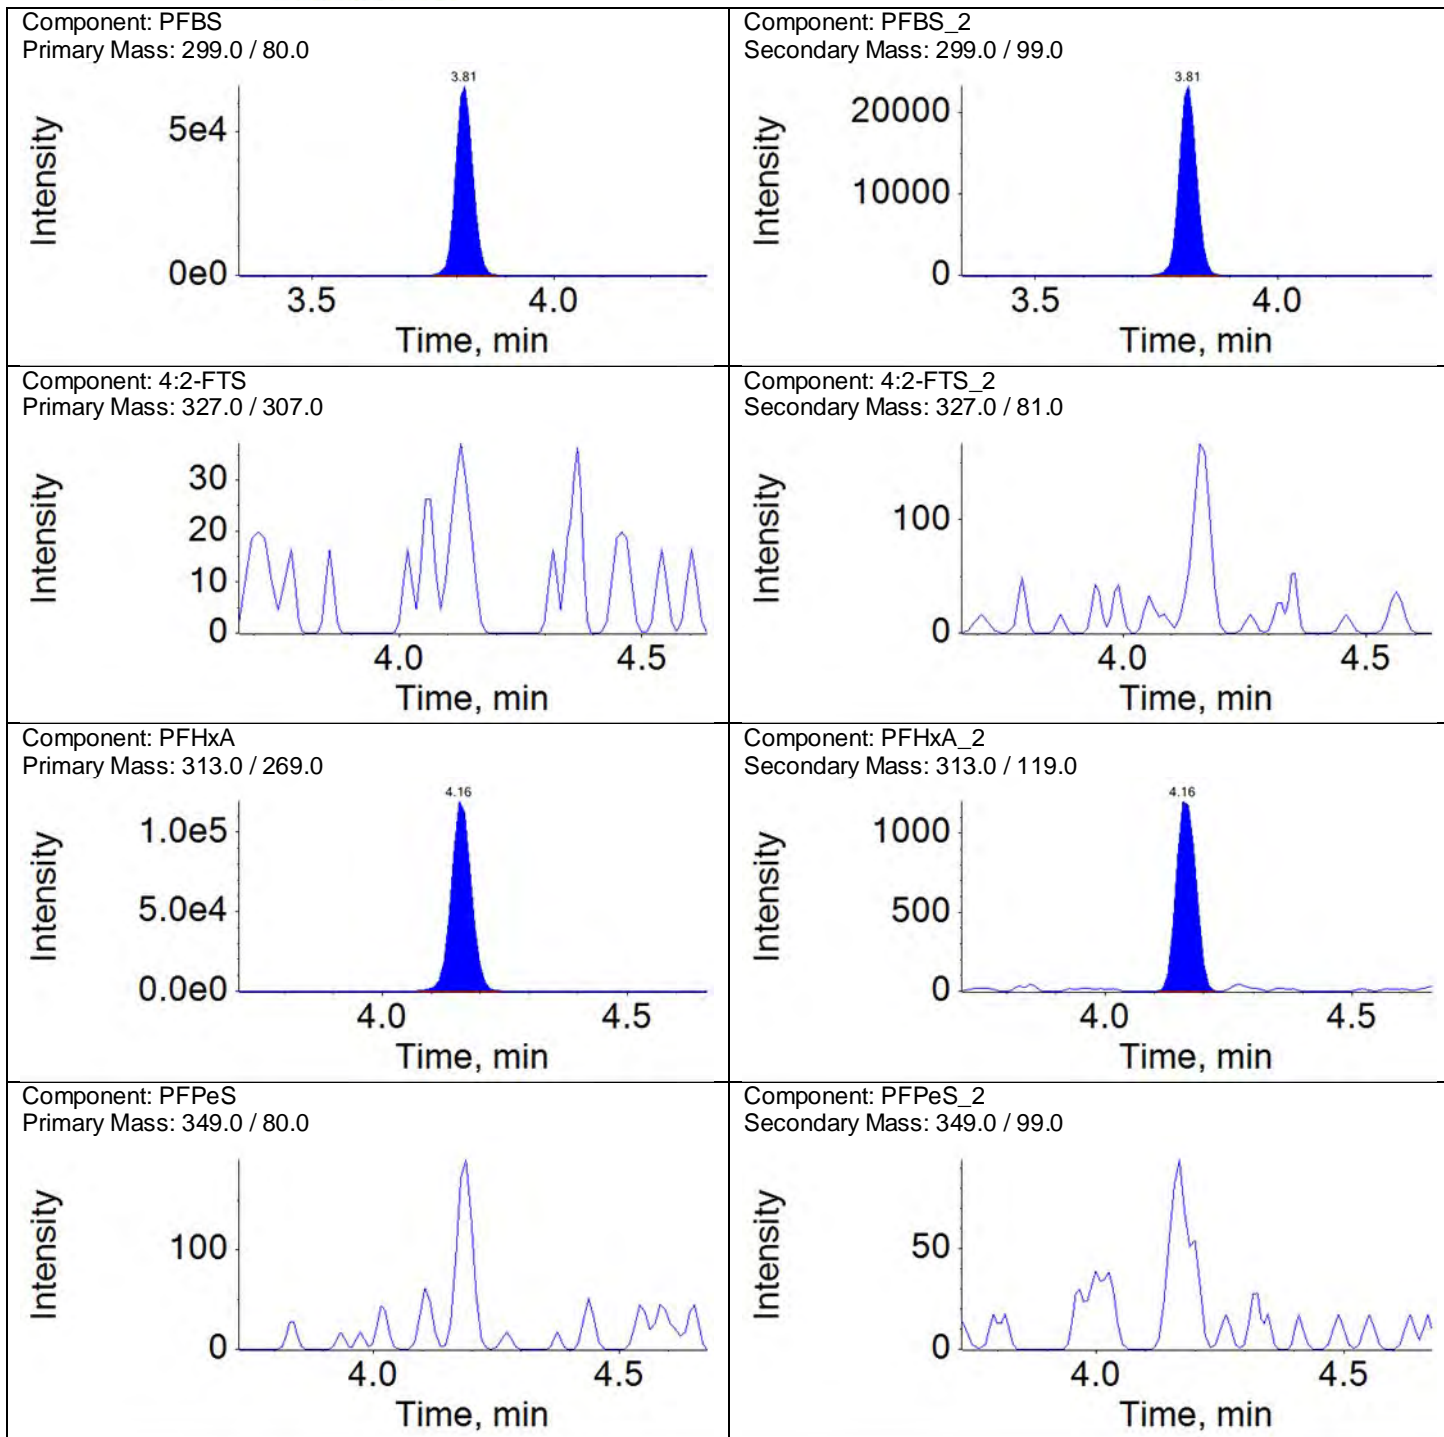 Component: PFBS
Primary Mass: 299.0 / 80.0
3.81
Intensity
5e4
0e0
3.5 4.0
Time, min
Component: PFBS_2
Secondary Mass: 299.0 / 99.0
3.81
Intensity
20000
10000
0
3.5 4.0
Time, min
Component: 4:2-FTS
Primary Mass: 327.0 / 307.0
Intensity
30
20
10
0
4.0 4.5
Time, min
Component: 4:2-FTS_2
Secondary Mass: 327.0 / 81.0
Intensity
100
0
4.0 4.5
Time, min
Component: PFHxA
Primary Mass: 313.0 / 269.0
4.16
Intensity
1.0e5
5.0e4
0.0e0
4.0 4.5
Time, min
Component: PFHxA_2
Secondary Mass: 313.0 / 119.0
4.16
Intensity
1000
500
0
4.0 4.5
Time, min
Component: PFPeS
Primary Mass: 349.0 / 80.0
Intensity
100
0
4.0 4.5
Time, min
Component: PFPeS_2
Secondary Mass: 349.0 / 99.0
Intensity
50
0
4.0 4.5
Time, min